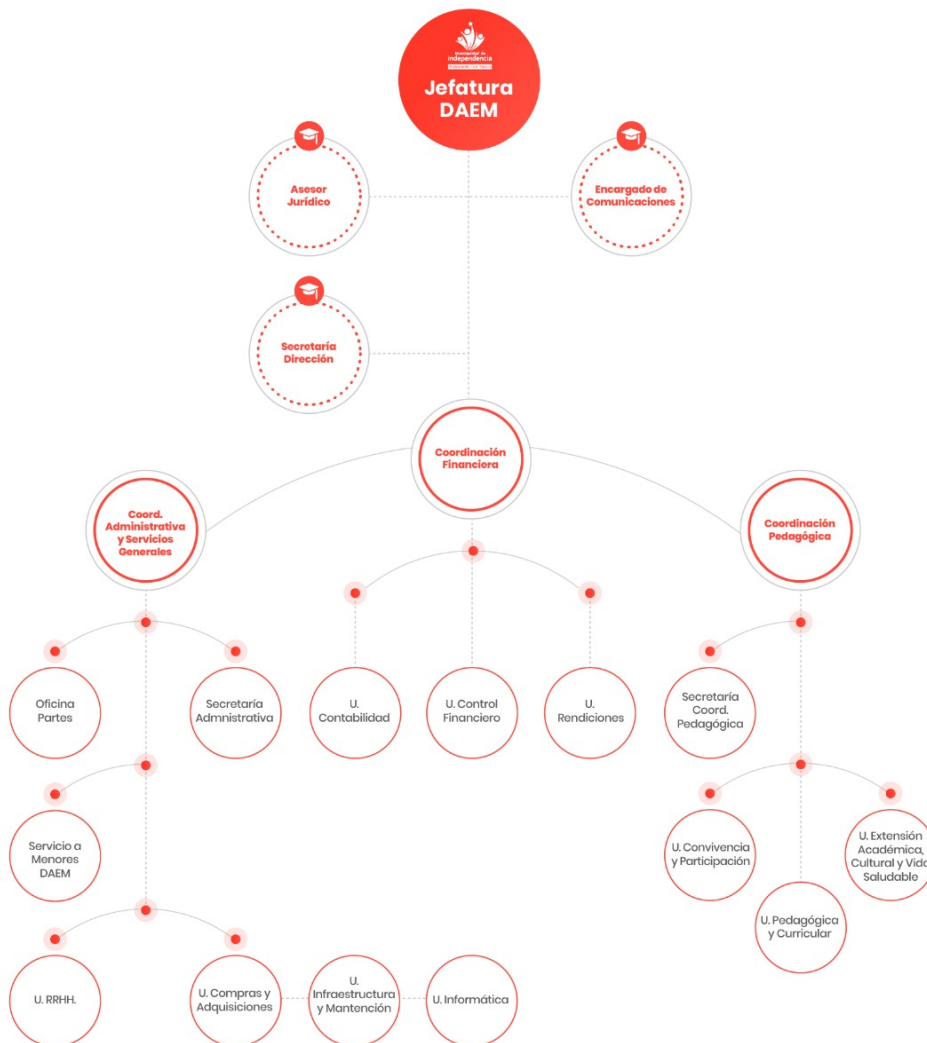 Municipalidad de
independencia
Jefatura
DAEM
Asesor
Jurídico
Encargado de
Comunicaciones
Secretaría
Dirección
Coordinación
Financiera
Coord.
Administrativa
y Servicios
Generales
Coordinación
Pedagógica
Oficina
Partes
Secretaría
Admnistrativa
U.
Contabilidad
U. Control
Financiero
U.
Rendiciones
Secretaría
Coord.
Pedagógica
Servicio a
Menores
DAEM
U. Convivencia
y Participación
U. Extensión
Académica,
Cultural y Vida
Saludable
U. Pedagógica
y Curricular
U. RRHH.
U. Compras y
Adquisiciones
U.
Infraestructura
y Mantención
U. Informática